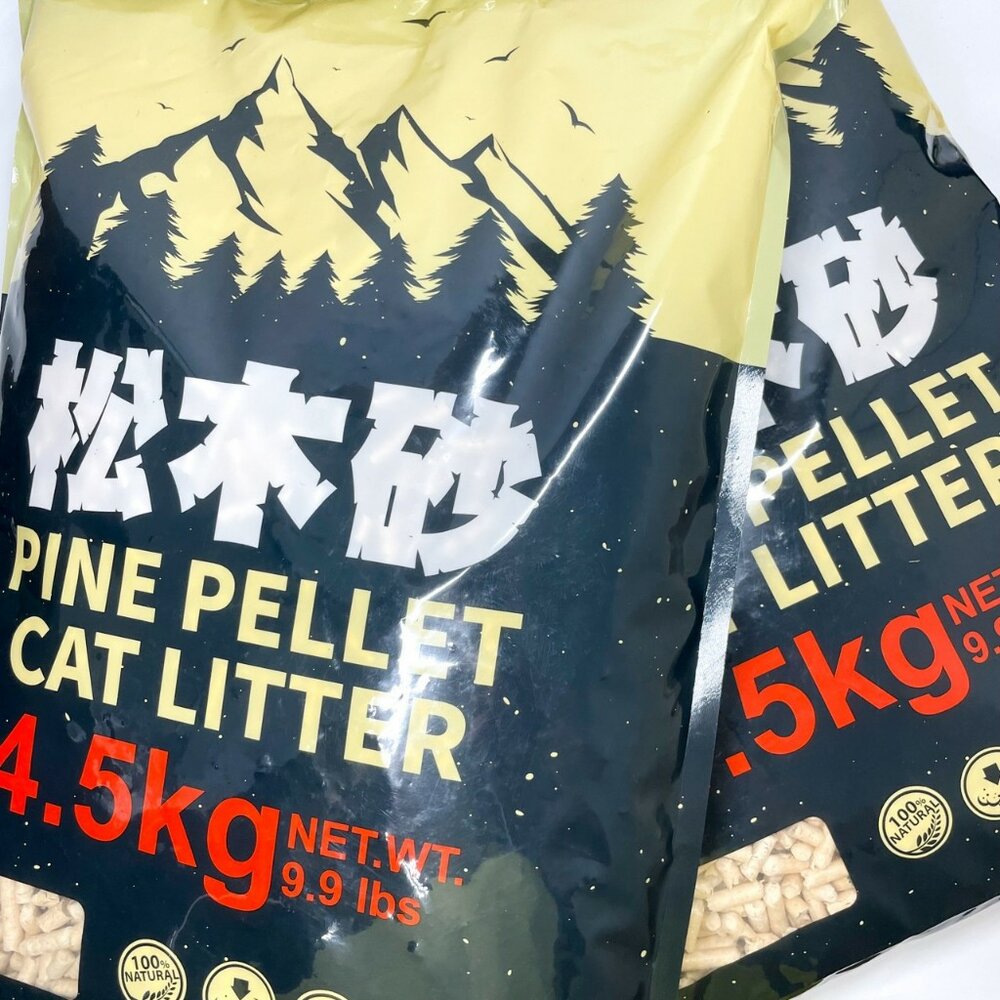 松木砂
PINE PELLET
CAT LITTER
4.5kg
NET.WT.
9.9 lbs
100%
NATURAL
砂
PELLET
LITTER
.5kg
NET
9.9
100%
NATURAL